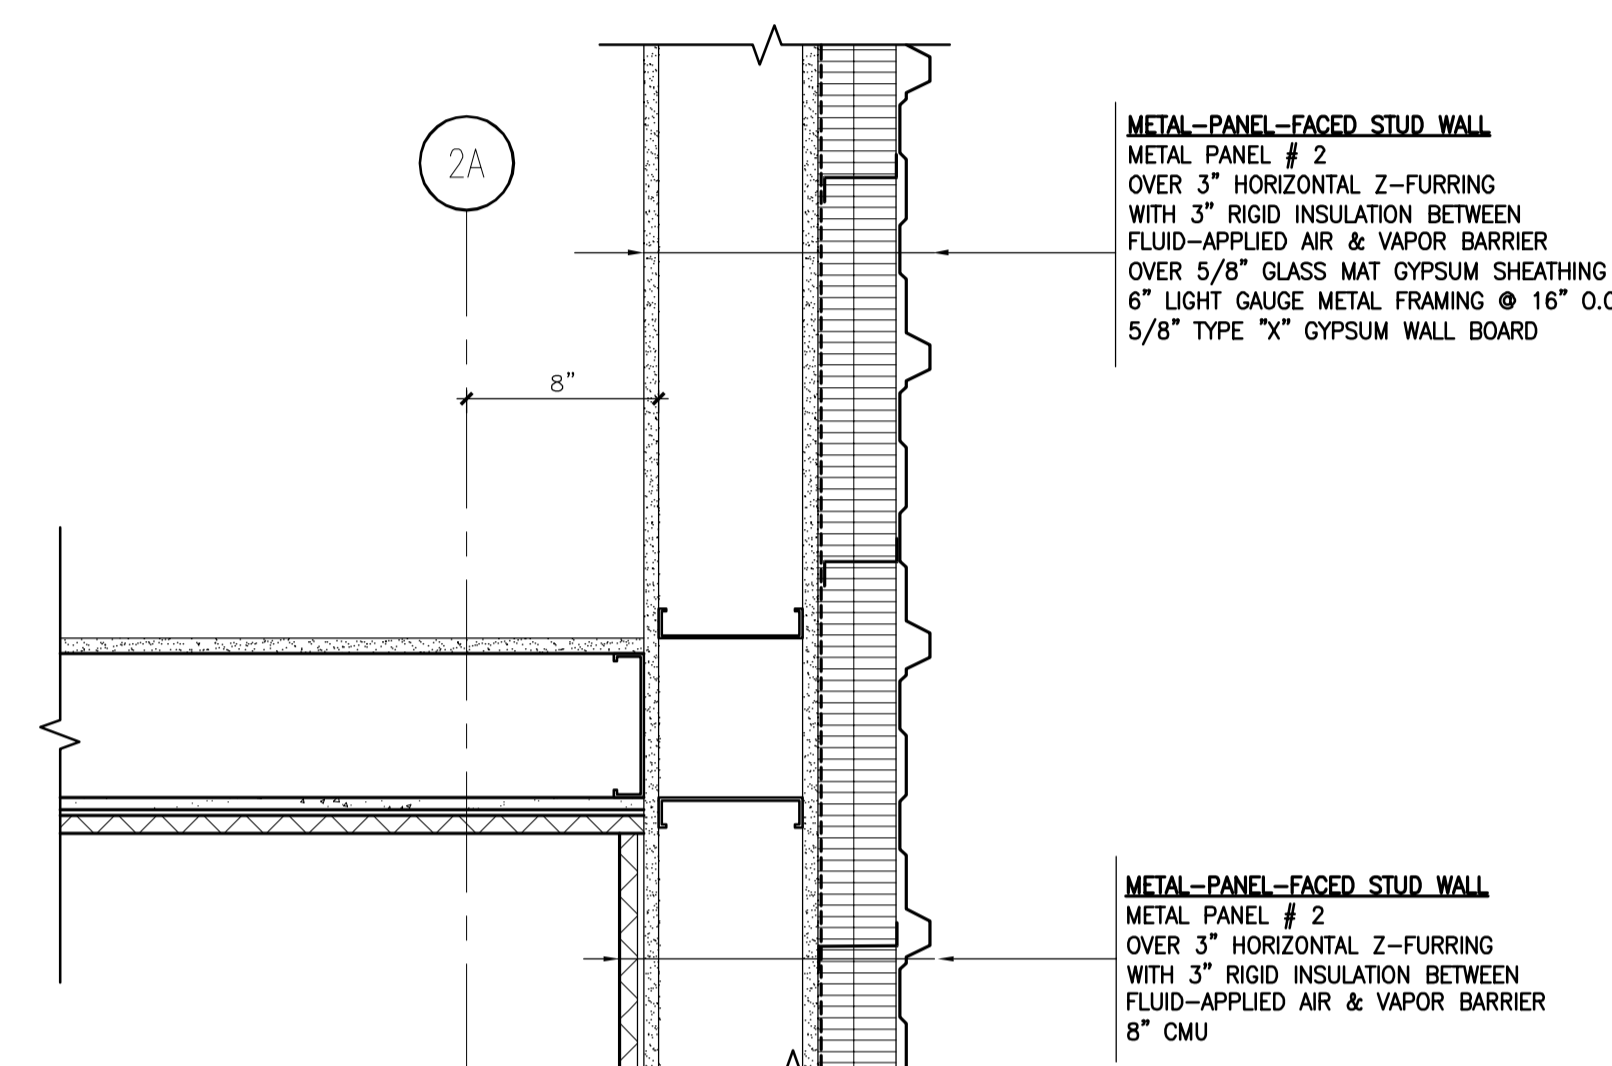 2A
METAL-PANEL-FACED STUD WALL
METAL PANEL # 2
OVER 3" HORIZONTAL Z-FURRING
WITH 3" RIGID INSULATION BETWEEN
FLUID-APPLIED AIR & VAPOR BARRIER
OVER 5/8" GLASS MAT GYPSUM SHEATHING
6" LIGHT GAUGE METAL FRAMING @ 16" O.C
5/8" TYPE "X" GYPSUM WALL BOARD
8"
METAL-PANEL-FACED STUD WALL
METAL PANEL # 2
OVER 3" HORIZONTAL Z-FURRING
WITH 3" RIGID INSULATION BETWEEN
FLUID-APPLIED AIR & VAPOR BARRIER
8" CMU